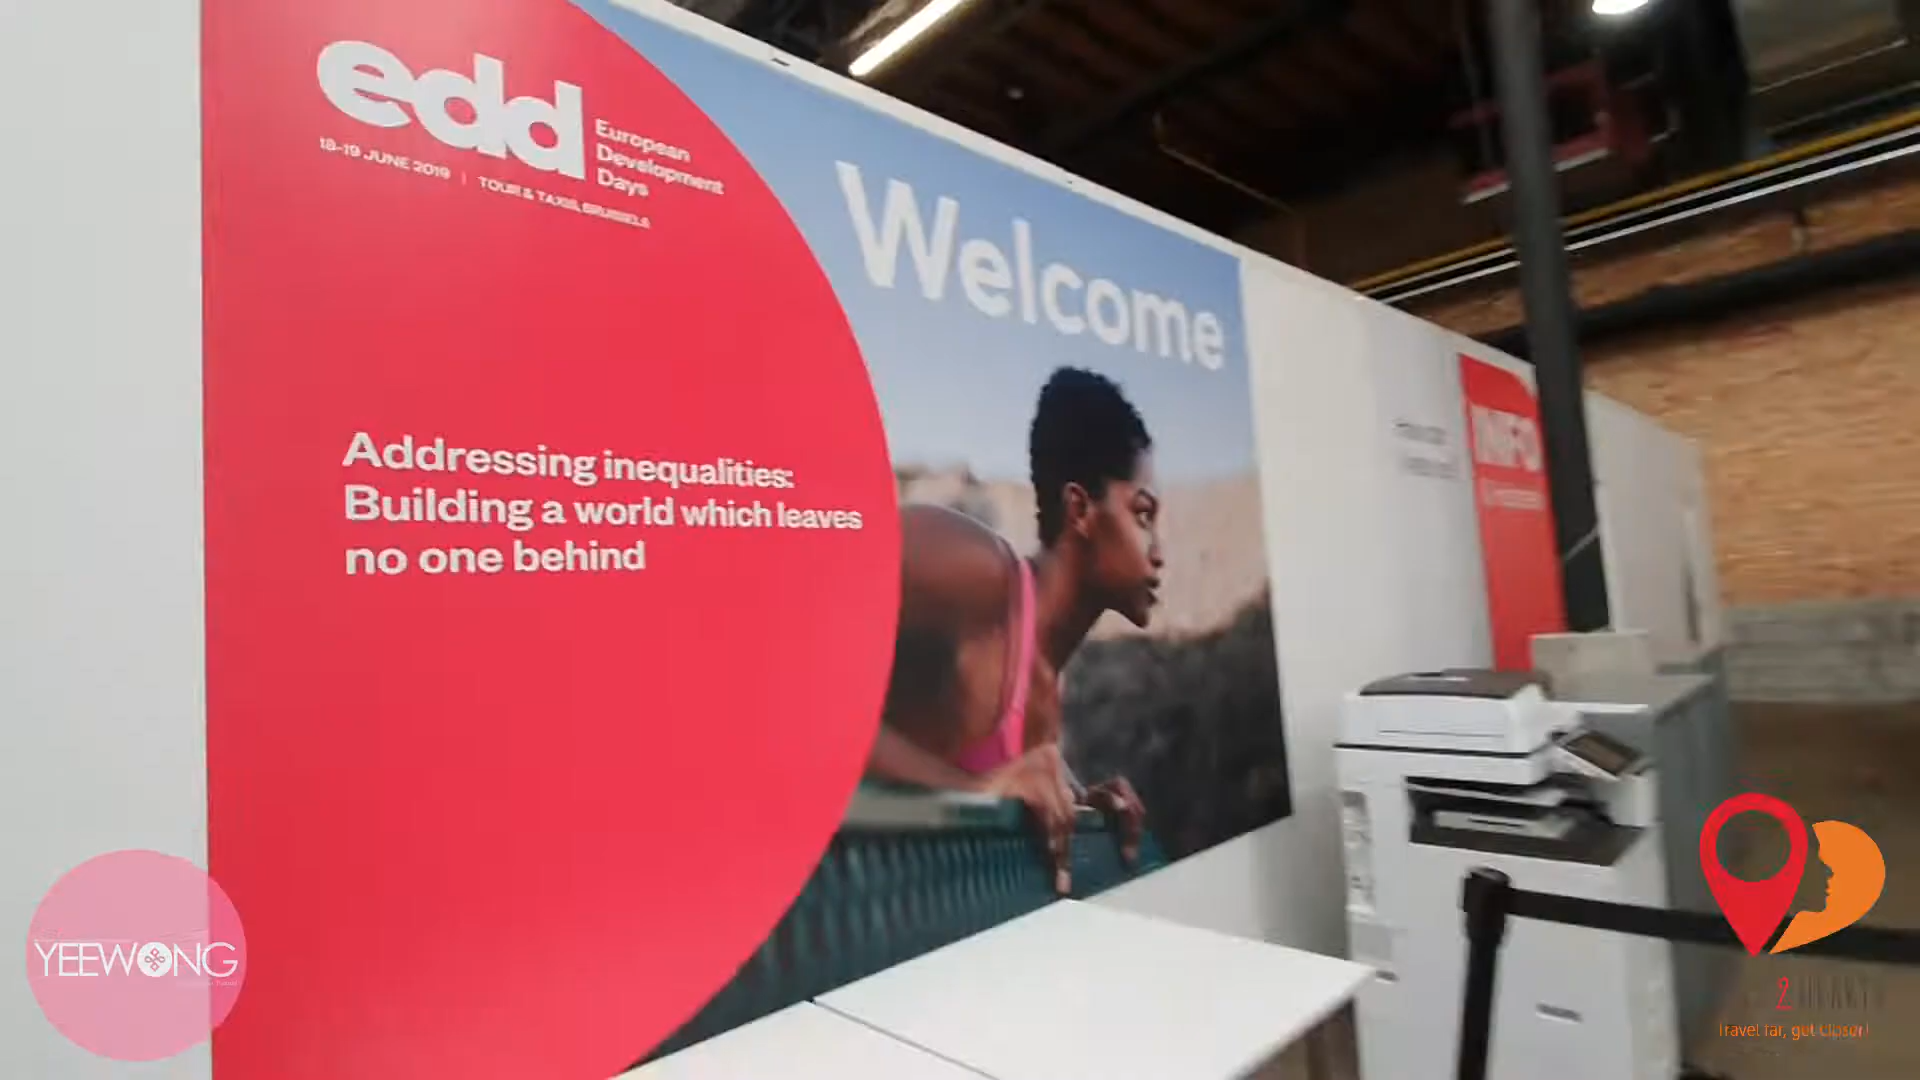 edd
European
Development
Days
18-19 JUNE 2019 | TOUR & TAXIS, BRUSSELS
Welcome
Addressing inequalities:
Building a world which leaves
no one behind
INFO
YEEWONG
2
Travel far, get closer!